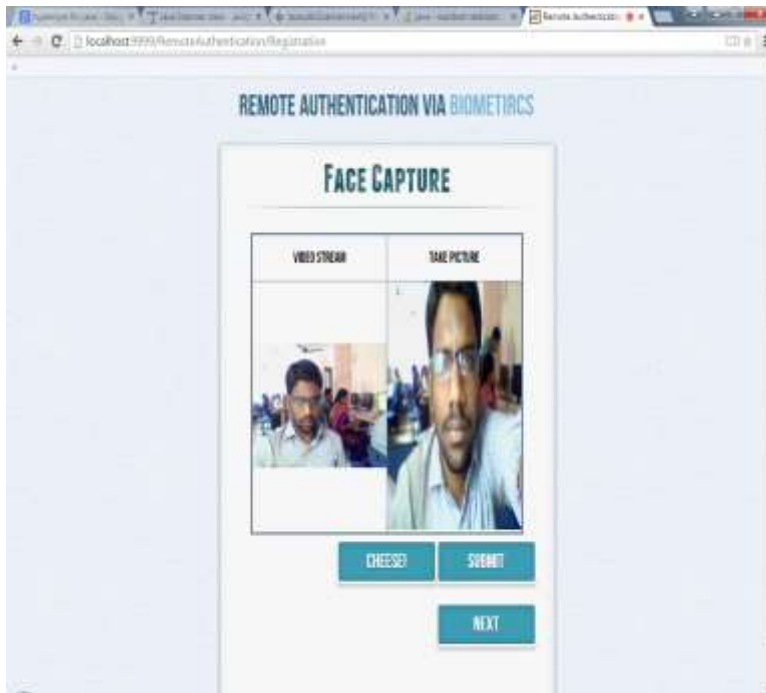 localhost:9999/RemoteAuthentication/Registration
REMOTE AUTHENTICATION VIA BIOMETIRCS
FACE CAPTURE
VIDEO STREAM
TAKE PICTURE
CHEESE!
SUBMIT
NEXT